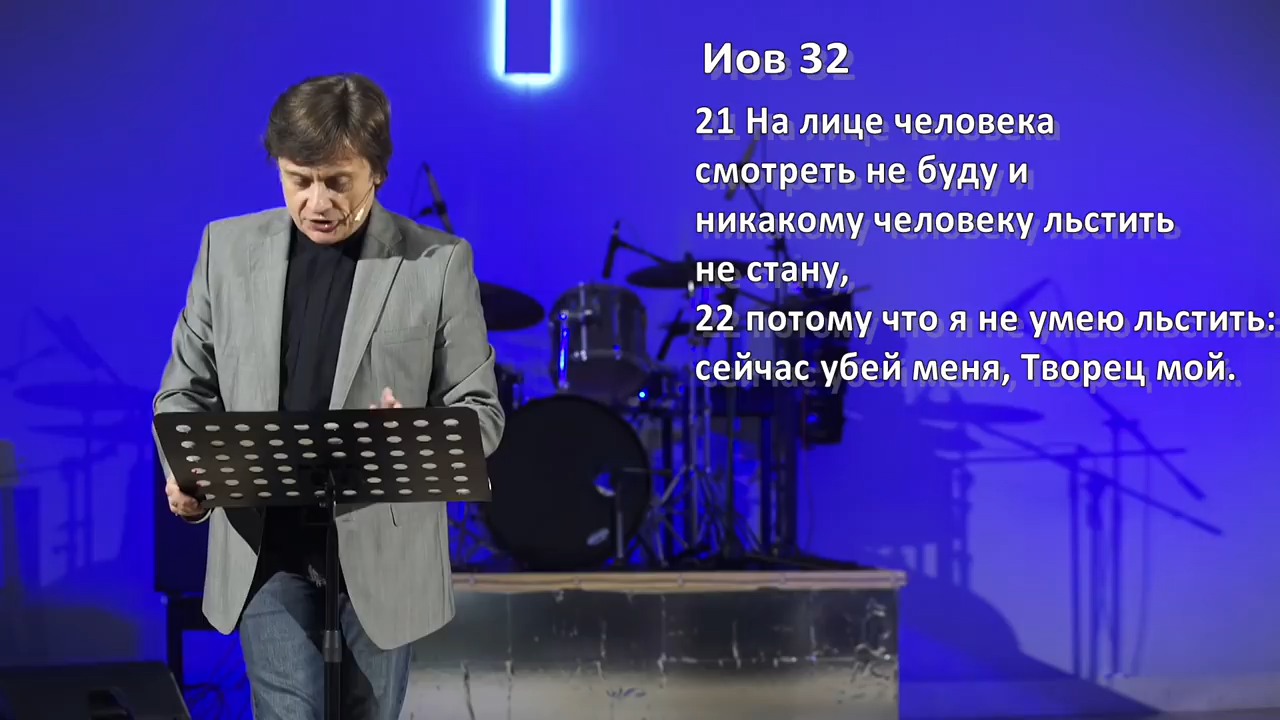 Иов 32
21 На лице человека
смотреть не буду и
никакому человеку льстить
не стану,
22 потому что я не умею льстить:
сейчас убей меня, Творец мой.